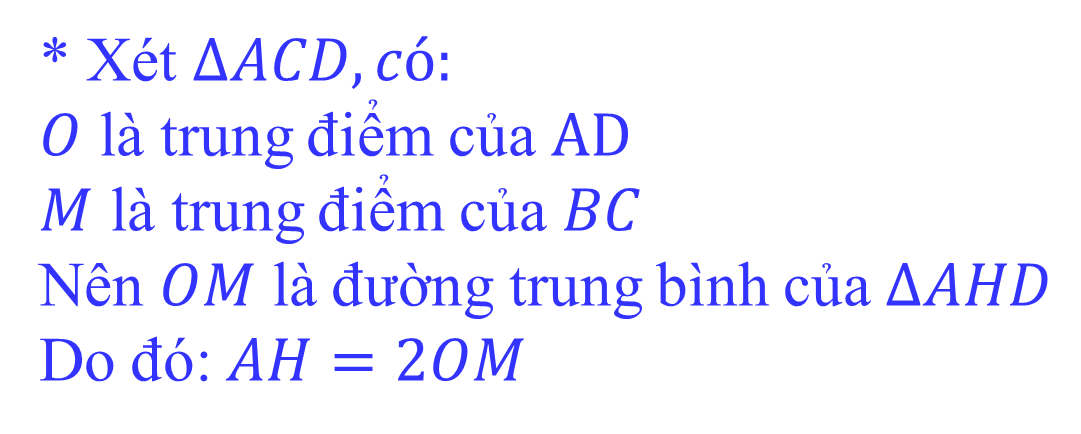 * Xét ΔACD, có:
O là trung điểm của AD
M là trung điểm của BC
Nên OM là đường trung bình của ΔAHD
Do đó: AH = 2OM